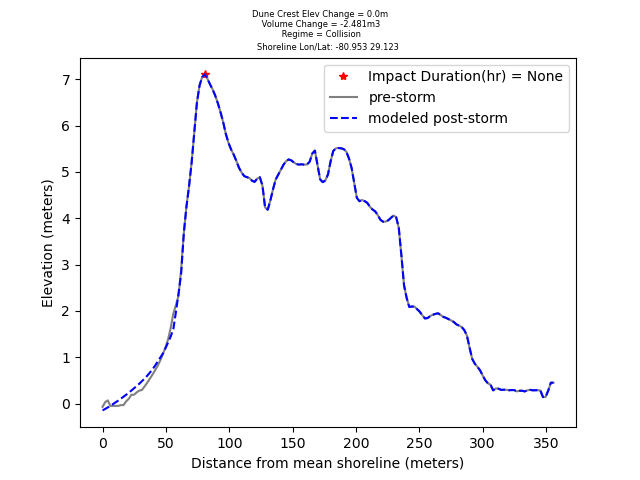 Dune Crest Elev Change = 0.0m
Volume Change = -2.481m3
Regime = Collision
Shoreline Lon/Lat: -80.953 29.123
Impact Duration(hr) = None
pre-storm
modeled post-storm
Elevation (meters)
7
6
5
4
3
2
1
0
0 50 100 150 200 250 300 350
Distance from mean shoreline (meters)